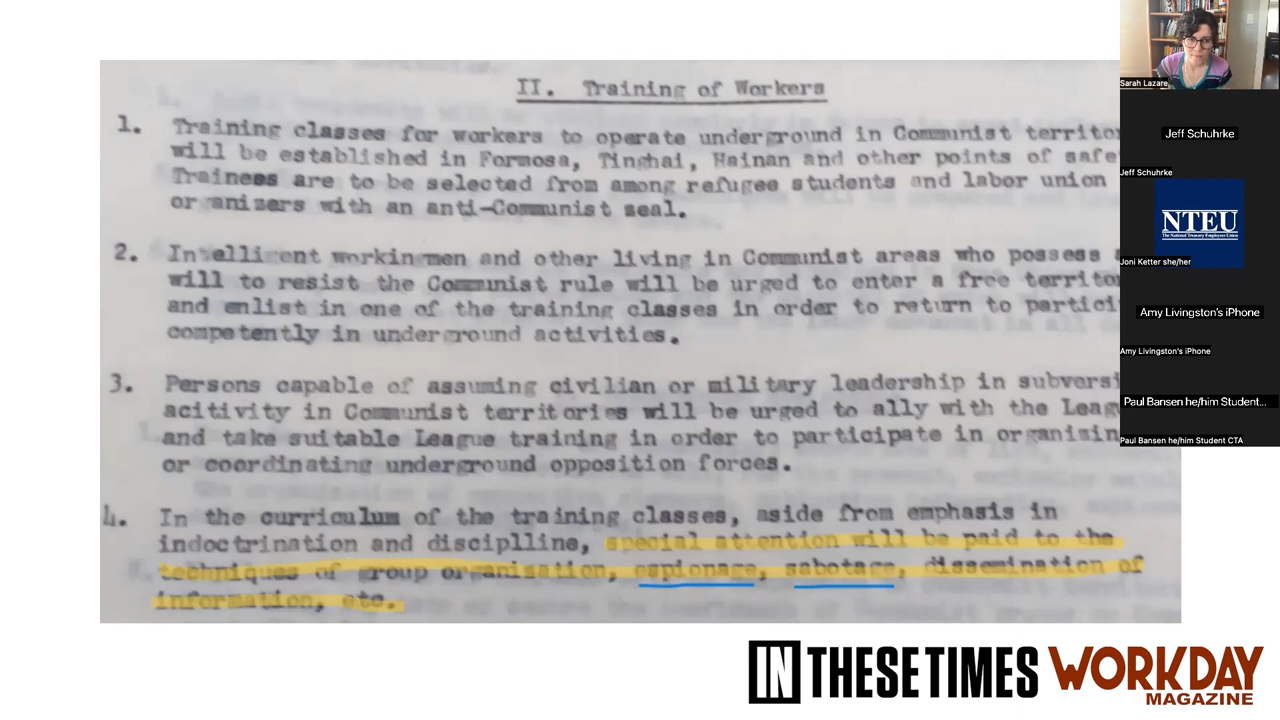 II. Training of Workers
1. Training classes for workers to operate underground in Communist territo
will be established in Formosa, Tinghai, Hainan and other points of safe
Trainees are to be selected from among refugee students and labor union
or anizers with an anti-Communist zeal.
2. Intelligent workingmen and other living in Communist areas who possess
will to resist the Communist rule will be urged to enter a free territo
and enlist in one of the training classes in order to return to partici
competently in underground activities.
3. Persons capable of assuming civilian or military leadership in subversi
acitivity in Communist territories will be urged to ally with the Leag
and take suitable League training in order to participate in organizin
or coordinating underground opposition forces.
4. In the curriculum of the training classes, aside from emphasis in
indoctrination and disciplline, special attention will be paid to the
techniques of group organization, espionage, sabotage, dissemination of
information, etc.
Sarah Lazare
Jeff Schuhrke
Jeff Schuhrke
NTEU
The National Treasury Employees Union
Joni Ketter she/her
Amy Livingston's iPhone
Amy Livingston's iPhone
Paul Bansen he/him Student...
Paul Bansen he/him Student CTA
IN THESE TIMES WORKDAY
MAGAZINE